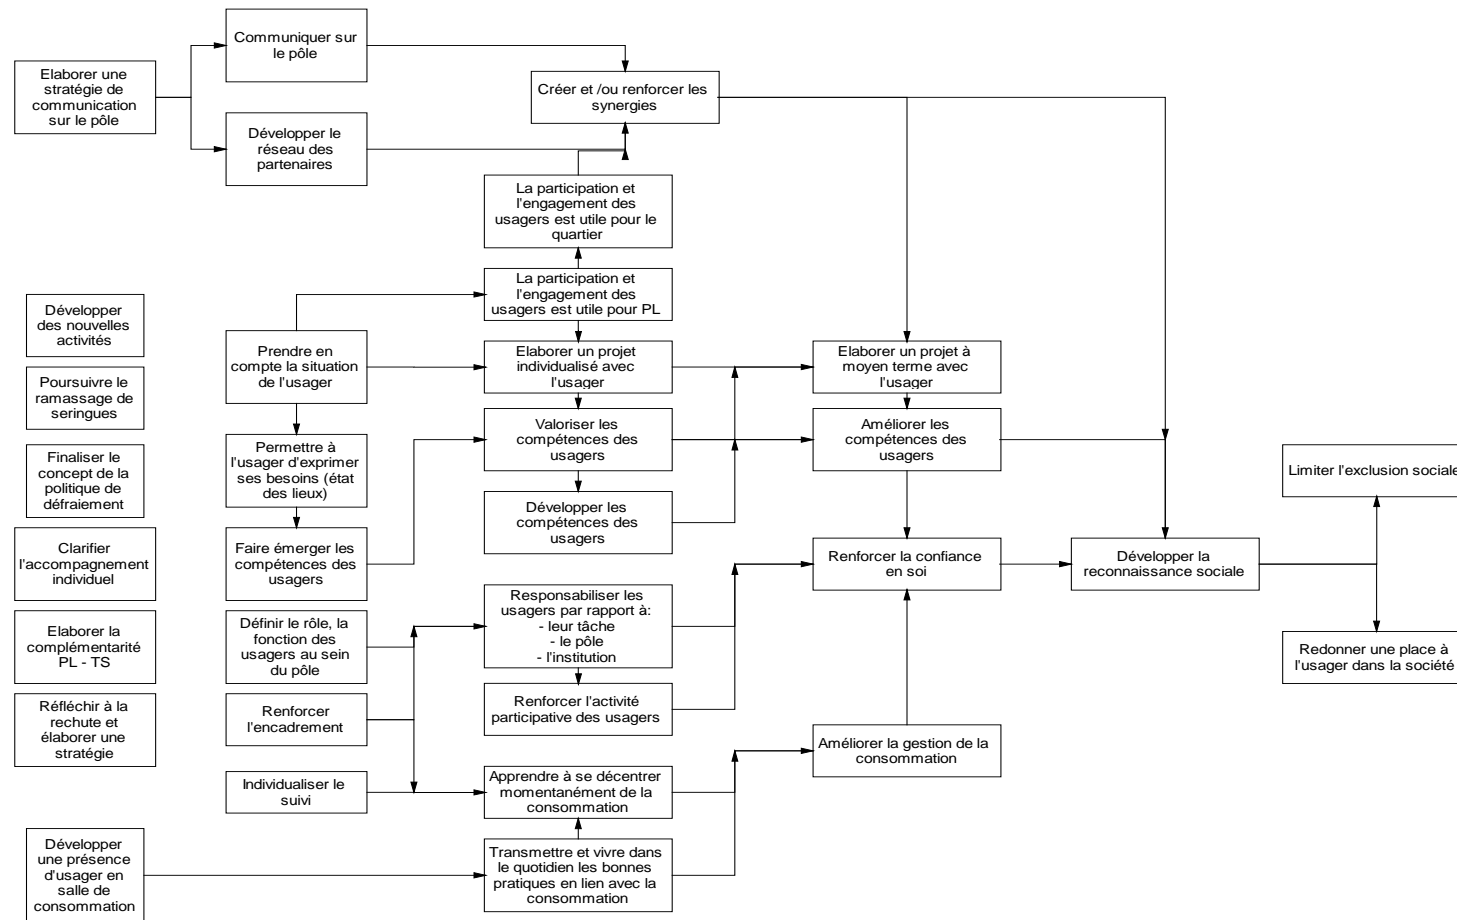 Elaborer une
stratégie de
communication
sur le pôle
Communiquer sur
le pôle
Développer le
réseau des
partenaires
Créer et /ou renforcer les
synergies
La participation et
l'engagement des
usagers est utile pour le
quartier
La participation et
l'engagement des
usagers est utile pour PL
Développer
des nouvelles
activités
Poursuivre le
ramassage de
seringues
Finaliser le
concept de la
politique de
défraiement
Clarifier
l'accompagnement
individuel
Elaborer la
complémentarité
PL - TS
Réfléchir à la
rechute et
élaborer une
stratégie
Développer
une présence
d'usager en
salle de
consommation
Prendre en
compte la situation
de l'usager
Permettre à
l'usager d'exprimer
ses besoins (état
des lieux)
Faire émerger les
compétences des
usagers
Définir le rôle, la
fonction des
usagers au sein
du pôle
Renforcer
l'encadrement
Individualiser le
suivi
Elaborer un projet
individualisé avec
l'usager
Valoriser les
compétences des
usagers
Développer les
compétences des
usagers
Responsabiliser les
usagers par rapport à:
- leur tâche
- le pôle
- l'institution
Renforcer l'activité
participative des usagers
Apprendre à se décentrer
momentanément de la
consommation
Transmettre et vivre dans
le quotidien les bonnes
pratiques en lien avec la
consommation
Elaborer un projet à
moyen terme avec
l'usager
Améliorer les
compétences des
usagers
Renforcer la confiance
en soi
Améliorer la gestion de la
consommation
Développer la
reconnaissance sociale
Limiter l'exclusion sociale
Redonner une place à
l'usager dans la société